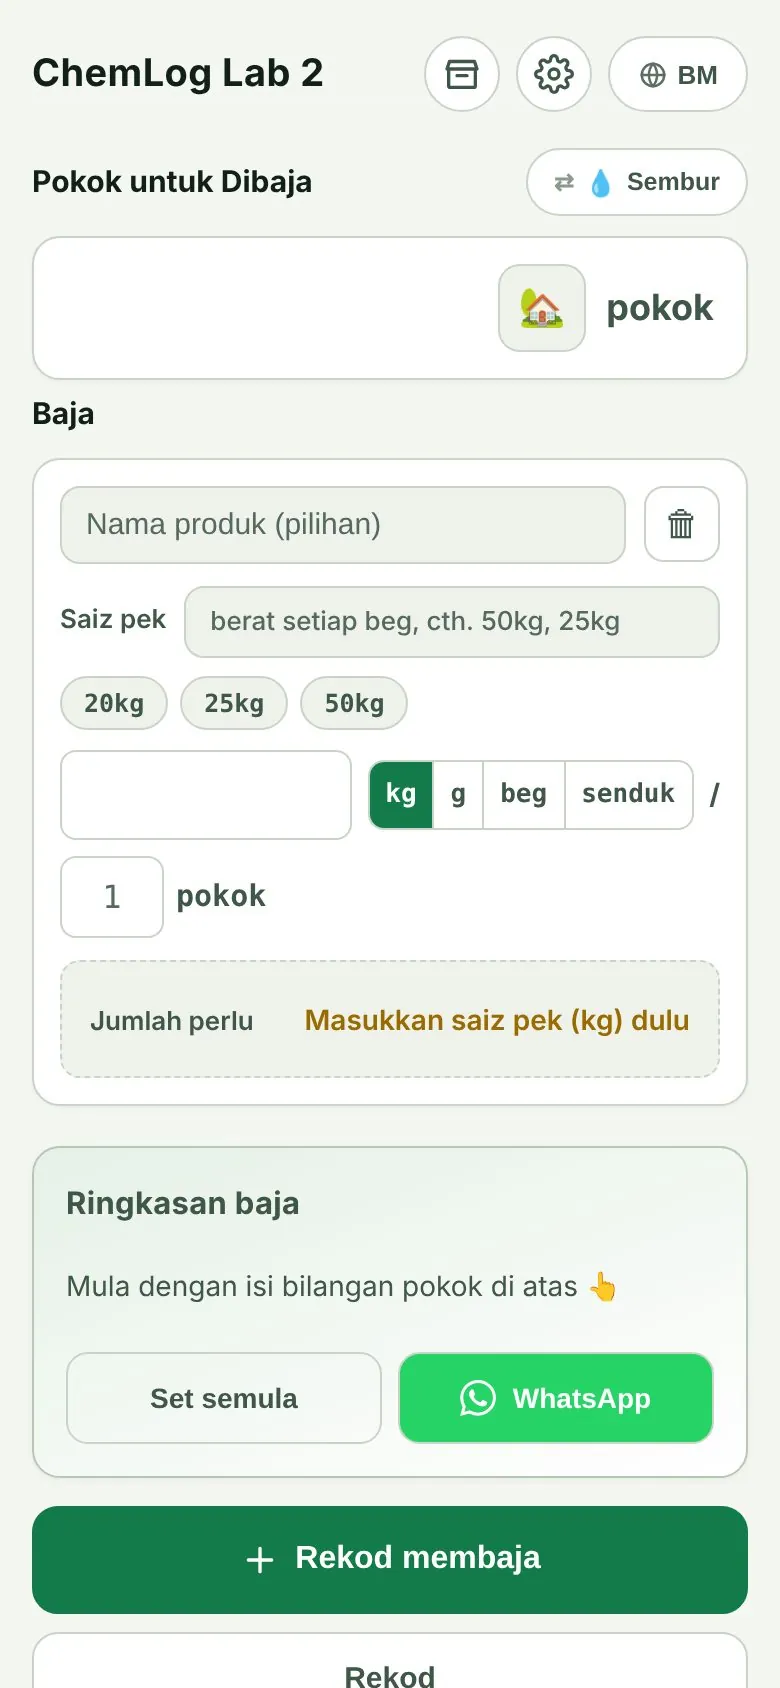 ChemLog Lab 2
BM
Pokok untuk Dibaja
⇄ 💧 Sembur
🏡 pokok
Baja
Nama produk (pilihan)
Saiz pek
berat setiap beg, cth. 50kg, 25kg
20kg 25kg 50kg
kg g beg senduk /
1 pokok
Jumlah perlu Masukkan saiz pek (kg) dulu
Ringkasan baja
Mula dengan isi bilangan pokok di atas 👆
Set semula
WhatsApp
+ Rekod membaja
Rekod